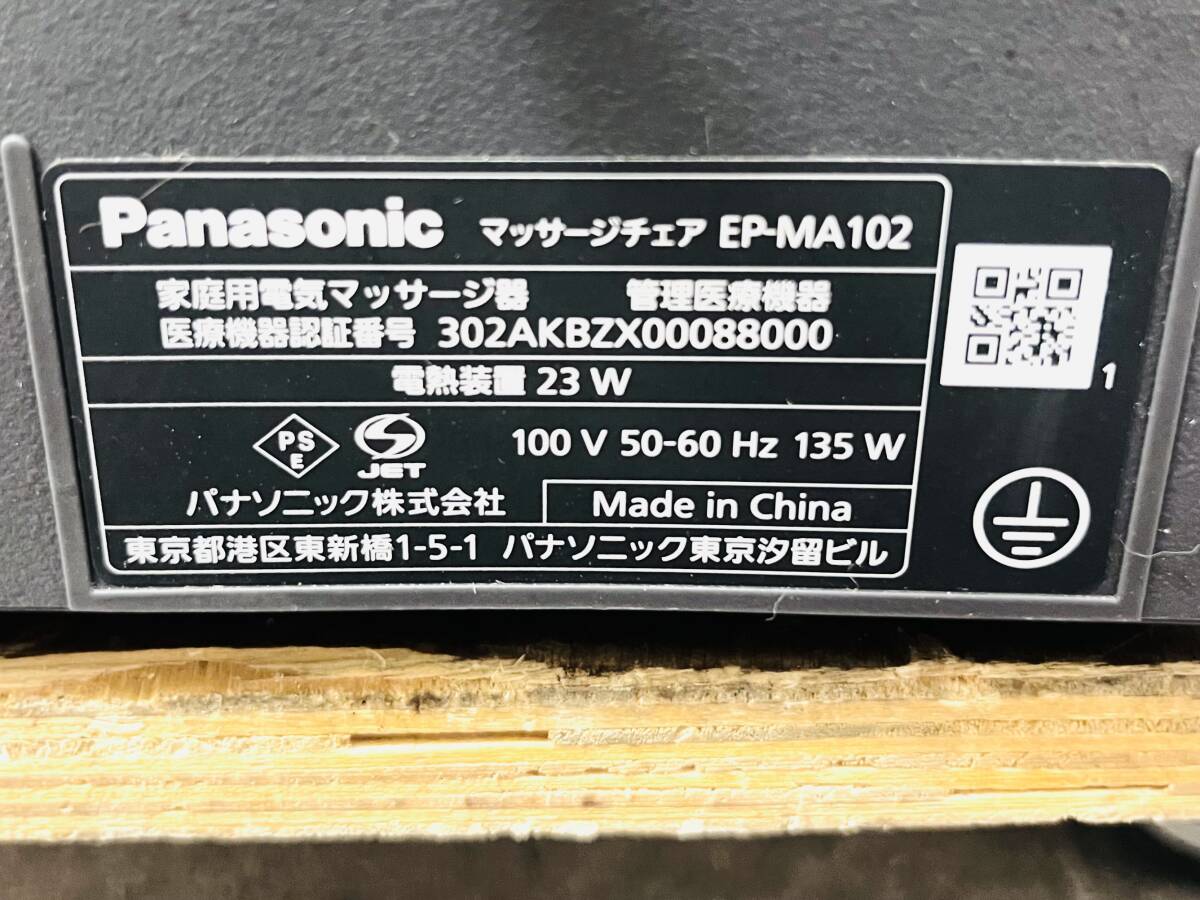 Panasonic マッサージチェア EP-MA102
家庭用電気マッサージ器 管理医療機器
医療機器認証番号 302AKBZX00088000
電熱装置 23 W
PS
E
JET
100 V 50-60 Hz 135 W
パナソニック株式会社 Made in China
東京都港区東新橋1-5-1 パナソニック東京汐留ビル
1